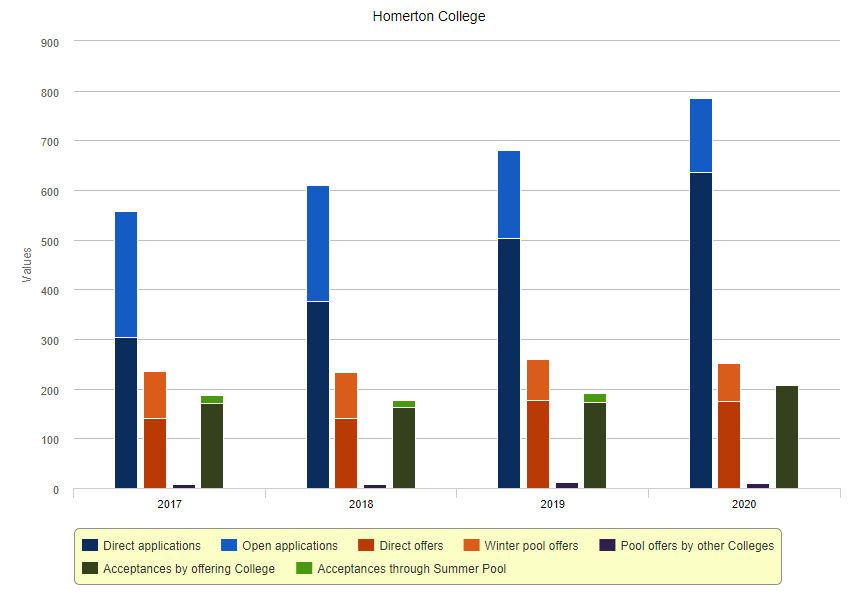 Homerton College
900
800
700
600
500
400
300
200
100
0
Values
2017 2018 2019 2020
Direct applications Open applications Direct offers Winter pool offers Pool offers by other Colleges
Acceptances by offering College Acceptances through Summer Pool